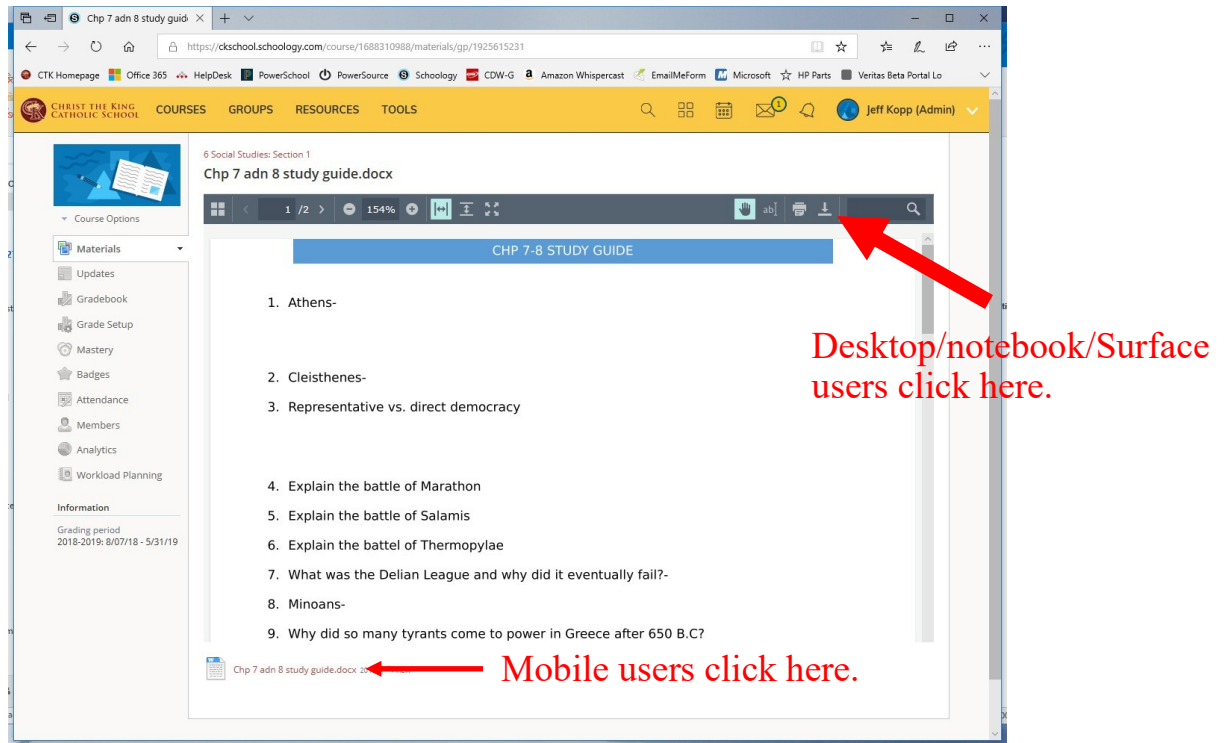 Chp 7 adn 8 study guid
https://ckschool.schoology.com/course/1688310988/materials/gp/1925615231
CTK Homepage Office 365 HelpDesk PowerSchool PowerSource Schoology CDW-G Amazon Whispercast EmailMeForm Microsoft HP Parts Veritas Beta Portal Lo
CHRIST THE KING
CATHOLIC SCHOOL
COURSES GROUPS RESOURCES TOOLS
1
Jeff Kopp (Admin)
Course Options
Materials
Updates
Gradebook
Grade Setup
Mastery
Badges
Attendance
Members
Analytics
Workload Planning
Information
Grading period
2018-2019: 8/07/18 - 5/31/19
6 Social Studies: Section 1
Chp 7 adn 8 study guide.docx
1 /2 154%
ab
CHP 7-8 STUDY GUIDE
1. Athens-
2. Cleisthenes-
3. Representative vs. direct democracy
4. Explain the battle of Marathon
5. Explain the battle of Salamis
6. Explain the battel of Thermopylae
7. What was the Delian League and why did it eventually fail?-
8. Minoans-
9. Why did so many tyrants come to power in Greece after 650 B.C?
Chp 7 adn 8 study guide.docx
Desktop/notebook/Surface
users click here.
Mobile users click here.